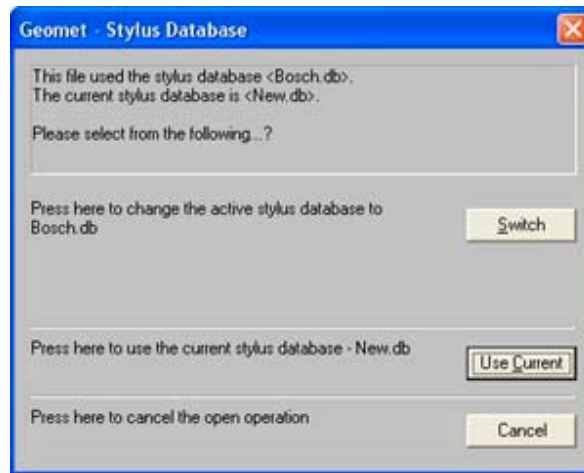 Geomet - Stylus Database
This file used the stylus database <Bosch.db>.
The current stylus database is <New.db>.
Please select from the following...?
Press here to change the active stylus database to
Bosch.db
Switch
Press here to use the current stylus database - New.db
Use Current
Press here to cancel the open operation
Cancel